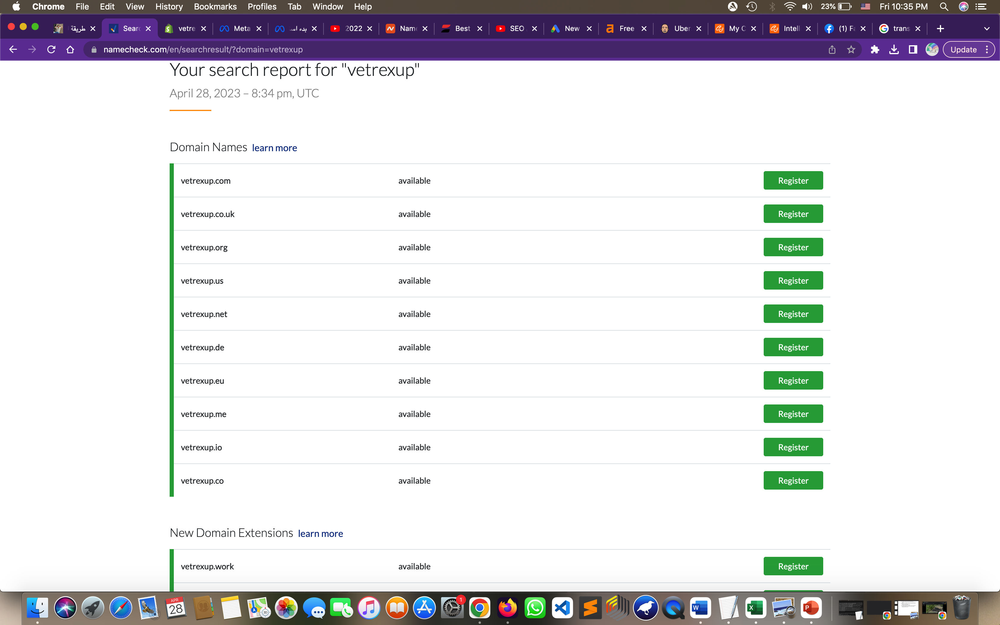 Chrome File Edit View History Bookmarks Profiles Tab Window Help 23% Fri 10:35 PM
طريقة Searc vetre Meta بدء اس 2022 Name Best SEO New Free Uber My C Intell (1) Fa trans
namecheck.com/en/searchresult/?domain=vetrexup Update
Your search report for "vetrexup"
April 28, 2023 – 8:34 pm, UTC
Domain Names learn more
vetrexup.com available Register
vetrexup.co.uk available Register
vetrexup.org available Register
vetrexup.us available Register
vetrexup.net available Register
vetrexup.de available Register
vetrexup.eu available Register
vetrexup.me available Register
vetrexup.io available Register
vetrexup.co available Register
New Domain Extensions learn more
vetrexup.work available Register
APR
28
3D
1
W
X
P